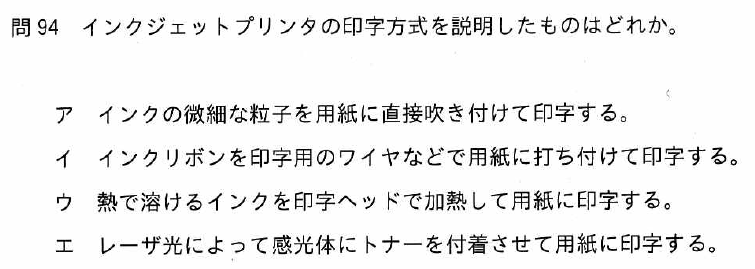 問94 インクジェットプリンタの印字方式を説明したものはどれか。
ア インクの微細な粒子を用紙に直接吹き付けて印字する。
イ インクリボンを印字用のワイヤなどで用紙に打ち付けて印字する。
ウ 熱で溶けるインクを印字ヘッドで加熱して用紙に印字する。
エ レーザ光によって感光体にトナーを付着させて用紙に印字する。